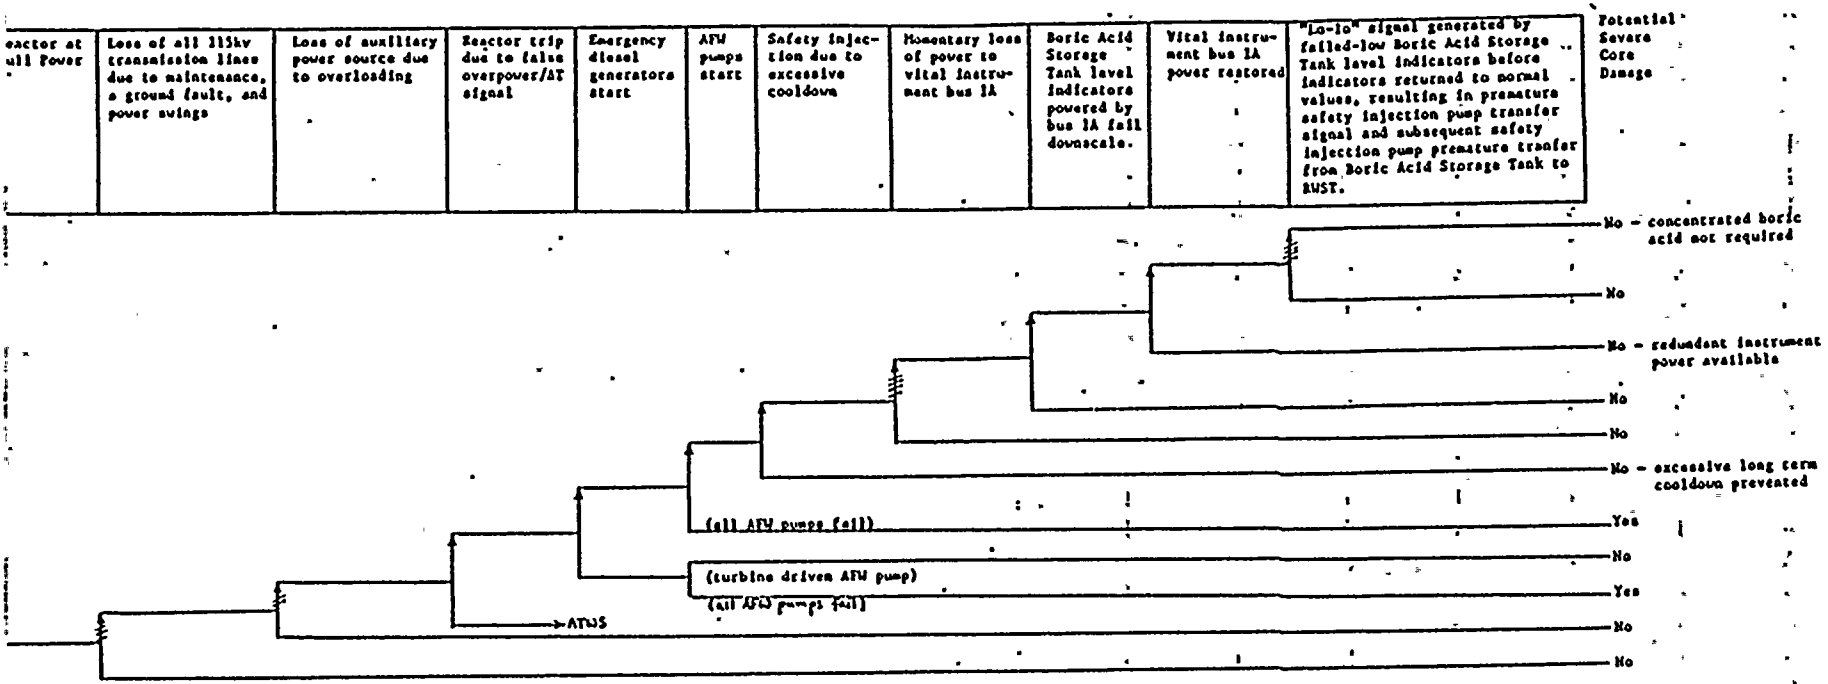 eactor at
ull Power
Loss of all 115kv
transmission lines
due to maintenance,
a ground fault, and
power swings
Loss of auxiliary
power source due
to overloading
Reactor trip
due to false
overpower/ΔT
signal
Emergency
diesel
generators
start
AFW
pumps
start
Safety injec-
tion due to
excessive
cooldown
Momentary loss
of power to
vital instru-
ment bus 1A
Boric Acid
Storage
Tank level
indicators
powered by
bus 1A fail
downscale.
Vital instru-
ment bus 1A
power restored
"Lo-lo" signal generated by
failed-low Boric Acid Storage
Tank level indicators before
indicators returned to normal
values, resulting in premature
safety injection pump transfer
signal and subsequent safety
injection pump premature tranfer
from Boric Acid Storage Tank to
RWST.
Potential
Severe
Core
Damage
No - concentrated boric
acid not required
No
No - redundant instrument
power available
No
No
No - excessive long term
cooldown prevented
(all AFW pumps fail)
Yes
No
(turbine driven AFW pump)
Yes
(all AFW pumps fail)
ATWS
No
No